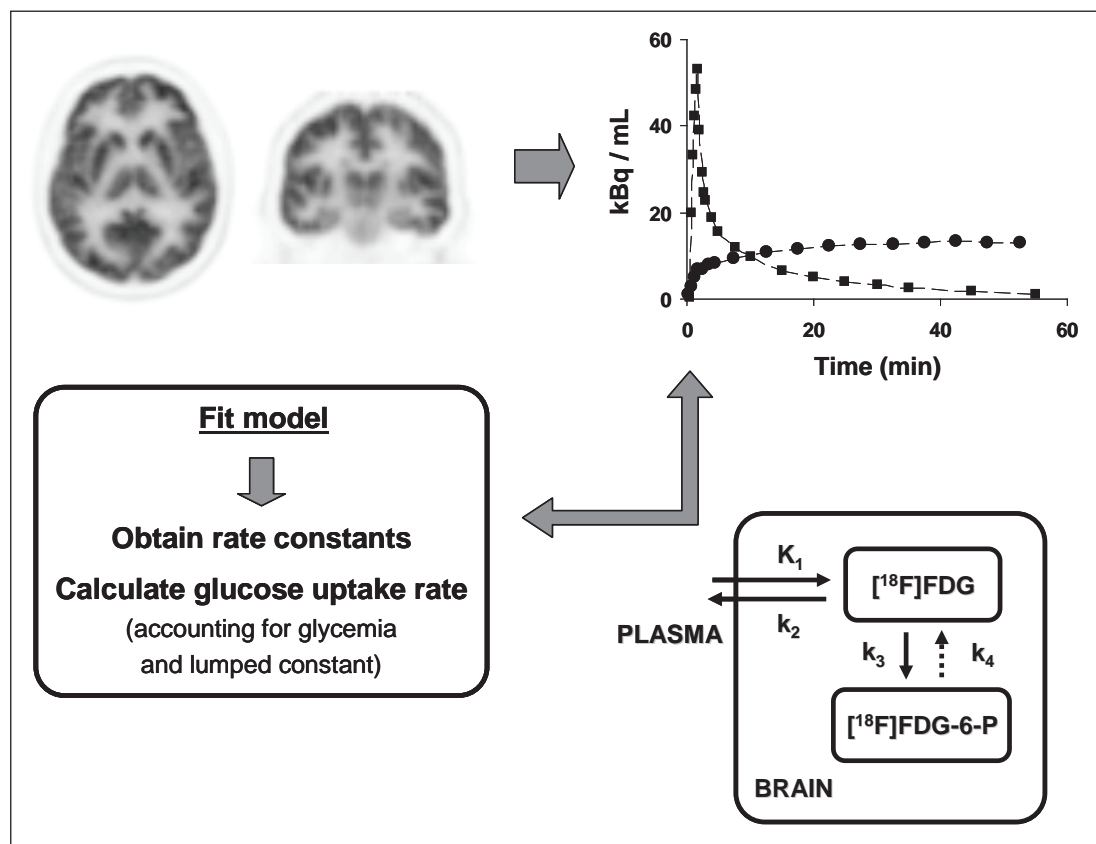 60
40
20
0
kBq / mL
0
20
40
60
Time (min)
Fit model
Obtain rate constants
Calculate glucose uptake rate
(accounting for glycemia
and lumped constant)
PLASMA
K₁
k₂
[¹⁸F]FDG
k₃
k₄
[¹⁸F]FDG-6-P
BRAIN